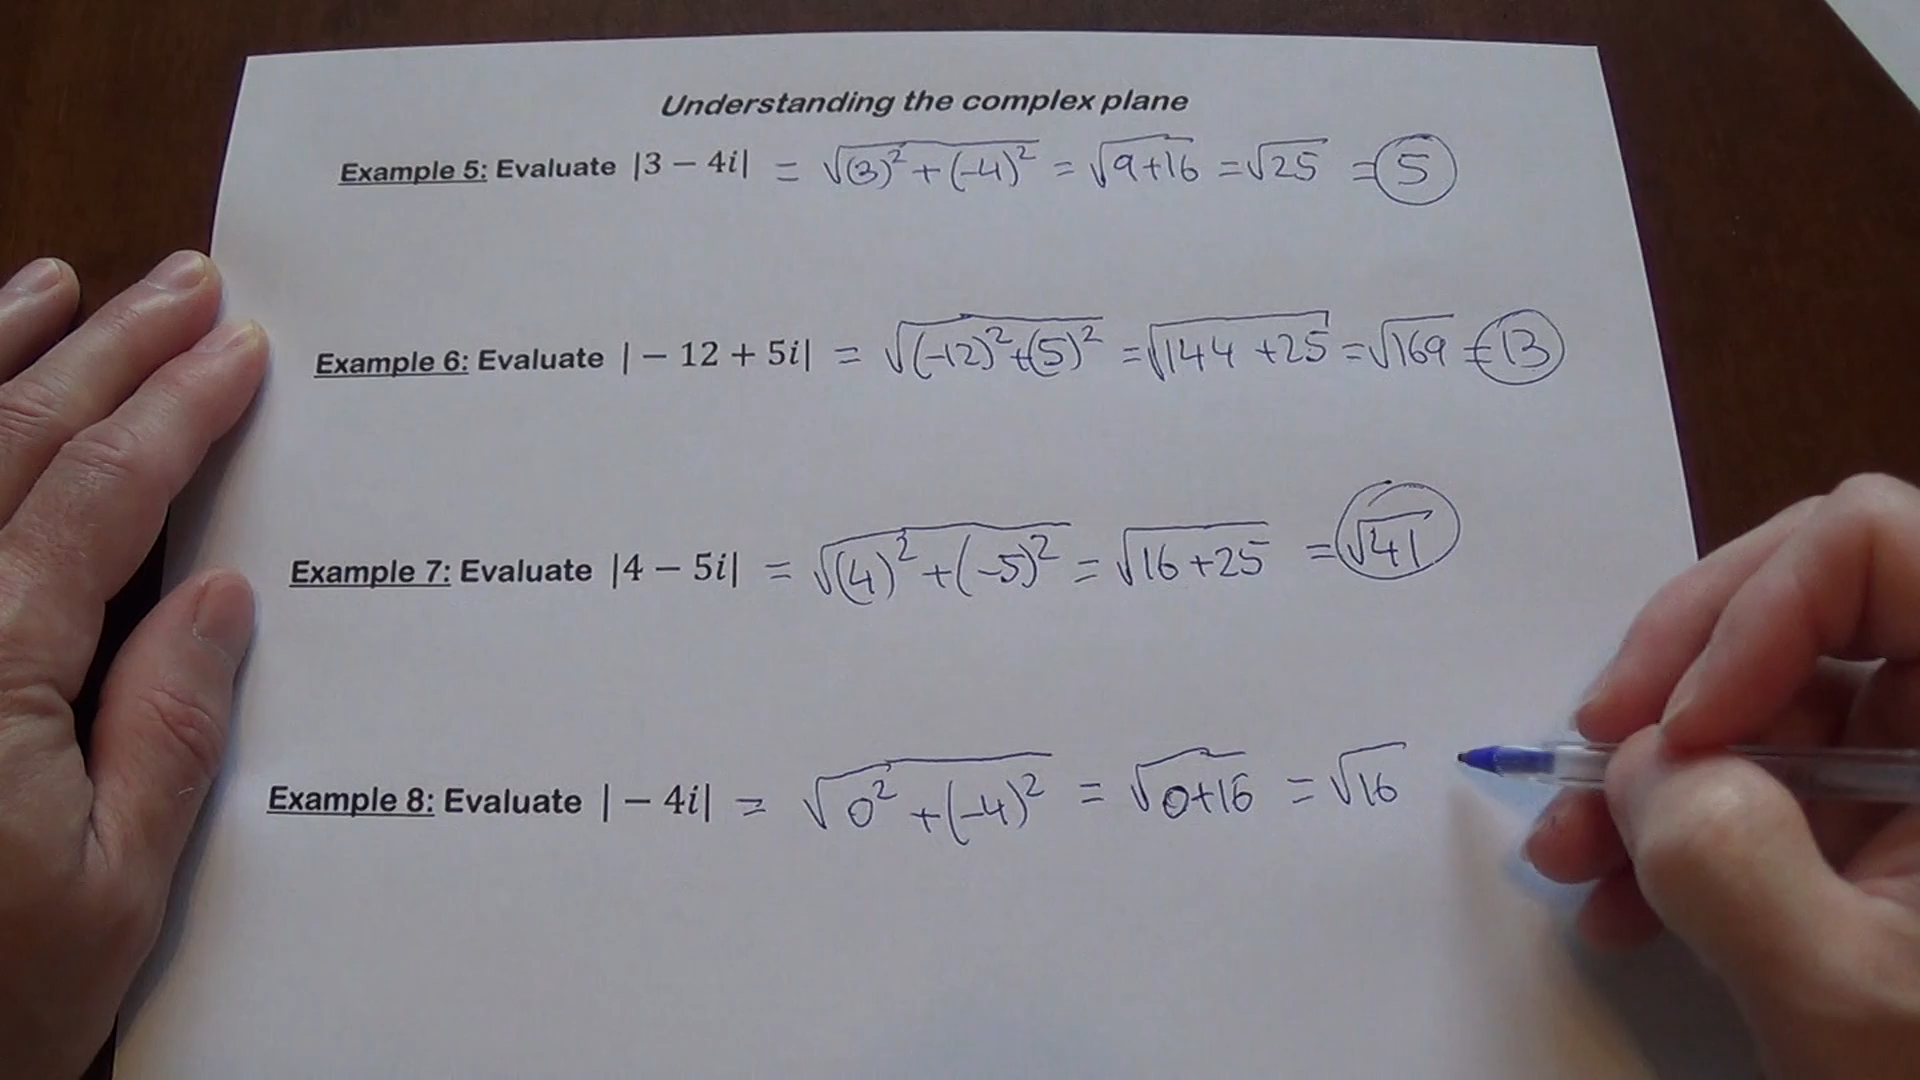 Understanding the complex plane
Example 5: Evaluate |3 − 4i| = √(3)² + (-4)² = √9+16 = √25 = 5
Example 6: Evaluate | − 12 + 5i| = √(-12)² + (5)² = √144 + 25 = √169 = 13
Example 7: Evaluate |4 − 5i| = √(4)² + (-5)² = √16 + 25 = √41
Example 8: Evaluate | − 4i| = √0² + (-4)² = √0+16 = √16